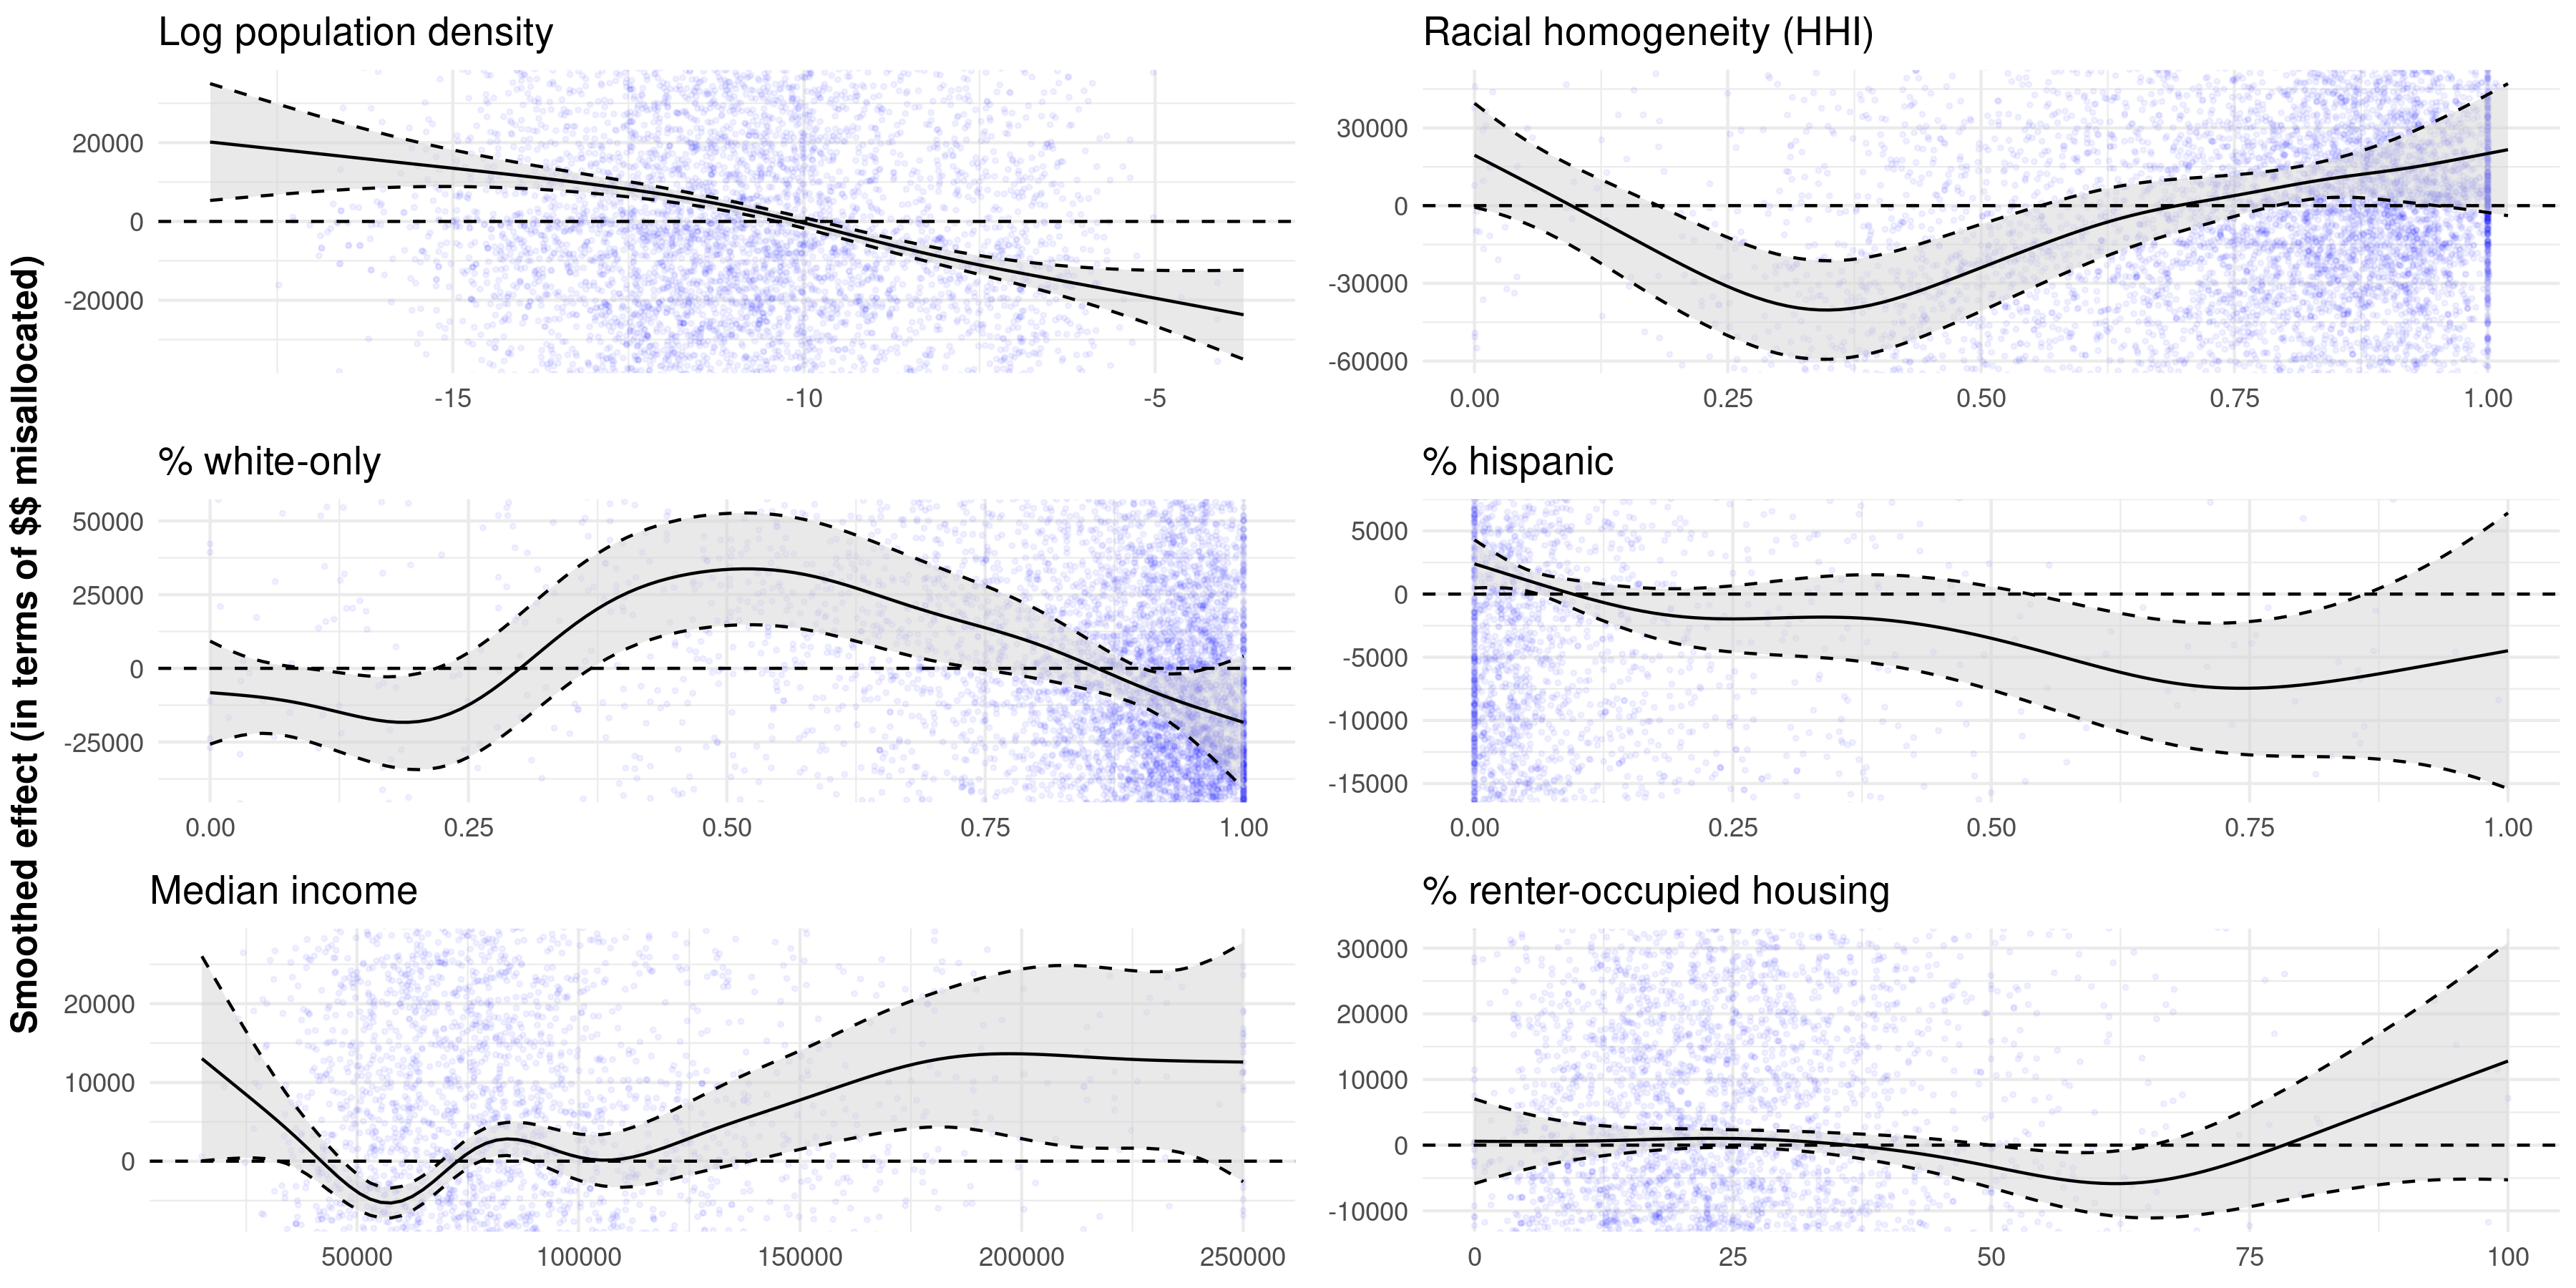 Smoothed effect (in terms of $$ misallocated)
Log population density
20000
0
-20000
-15 -10 -5
Racial homogeneity (HHI)
30000
0
-30000
-60000
0.00 0.25 0.50 0.75 1.00
% white-only
50000
25000
0
-25000
0.00 0.25 0.50 0.75 1.00
% hispanic
5000
0
-5000
-10000
-15000
0.00 0.25 0.50 0.75 1.00
Median income
20000
10000
0
50000 100000 150000 200000 250000
% renter-occupied housing
30000
20000
10000
0
-10000
0 25 50 75 100